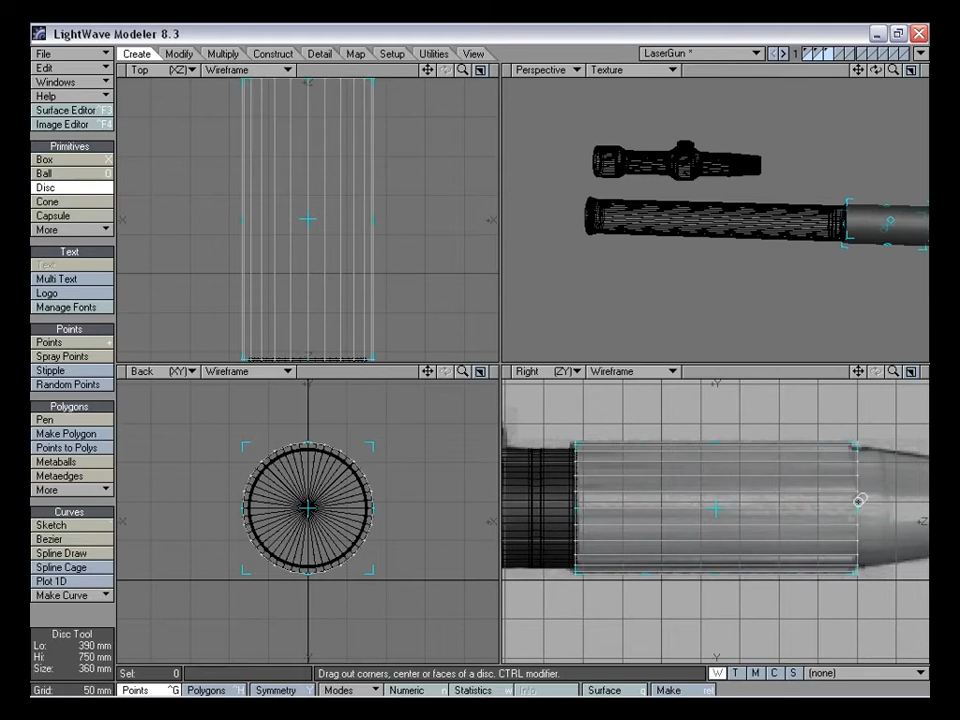 LightWave Modeler 8.3
File
Create Modify Multiply Construct Detail Map Setup Utilities View
LaserGun *
1
Edit
Windows
Help
Surface Editor F3
Image Editor ^F4
Top (XZ) Wireframe
Perspective Texture
Primitives
Box X
Ball O
Disc
Cone
Capsule
More
Text
Text
Multi Text
Logo
Manage Fonts
Points
Points +
Spray Points
Stipple
Random Points
Back (XY) Wireframe
Right (ZY) Wireframe
Polygons
Pen
Make Polygon
Points to Polys
Metaballs
Metaedges
More
Curves
Sketch
Bezier
Spline Draw
Spline Cage
Plot 1D
Make Curve
Disc Tool
Lo: 390 mm
Hi: 750 mm
Size: 360 mm
Grid: 50 mm
Sel: 0
Drag out corners, center or faces of a disc. CTRL modifier.
W T M C S (none)
Points ^G Polygons ^H Symmetry Y Modes Numeric n Statistics w Info Surface q Make ret